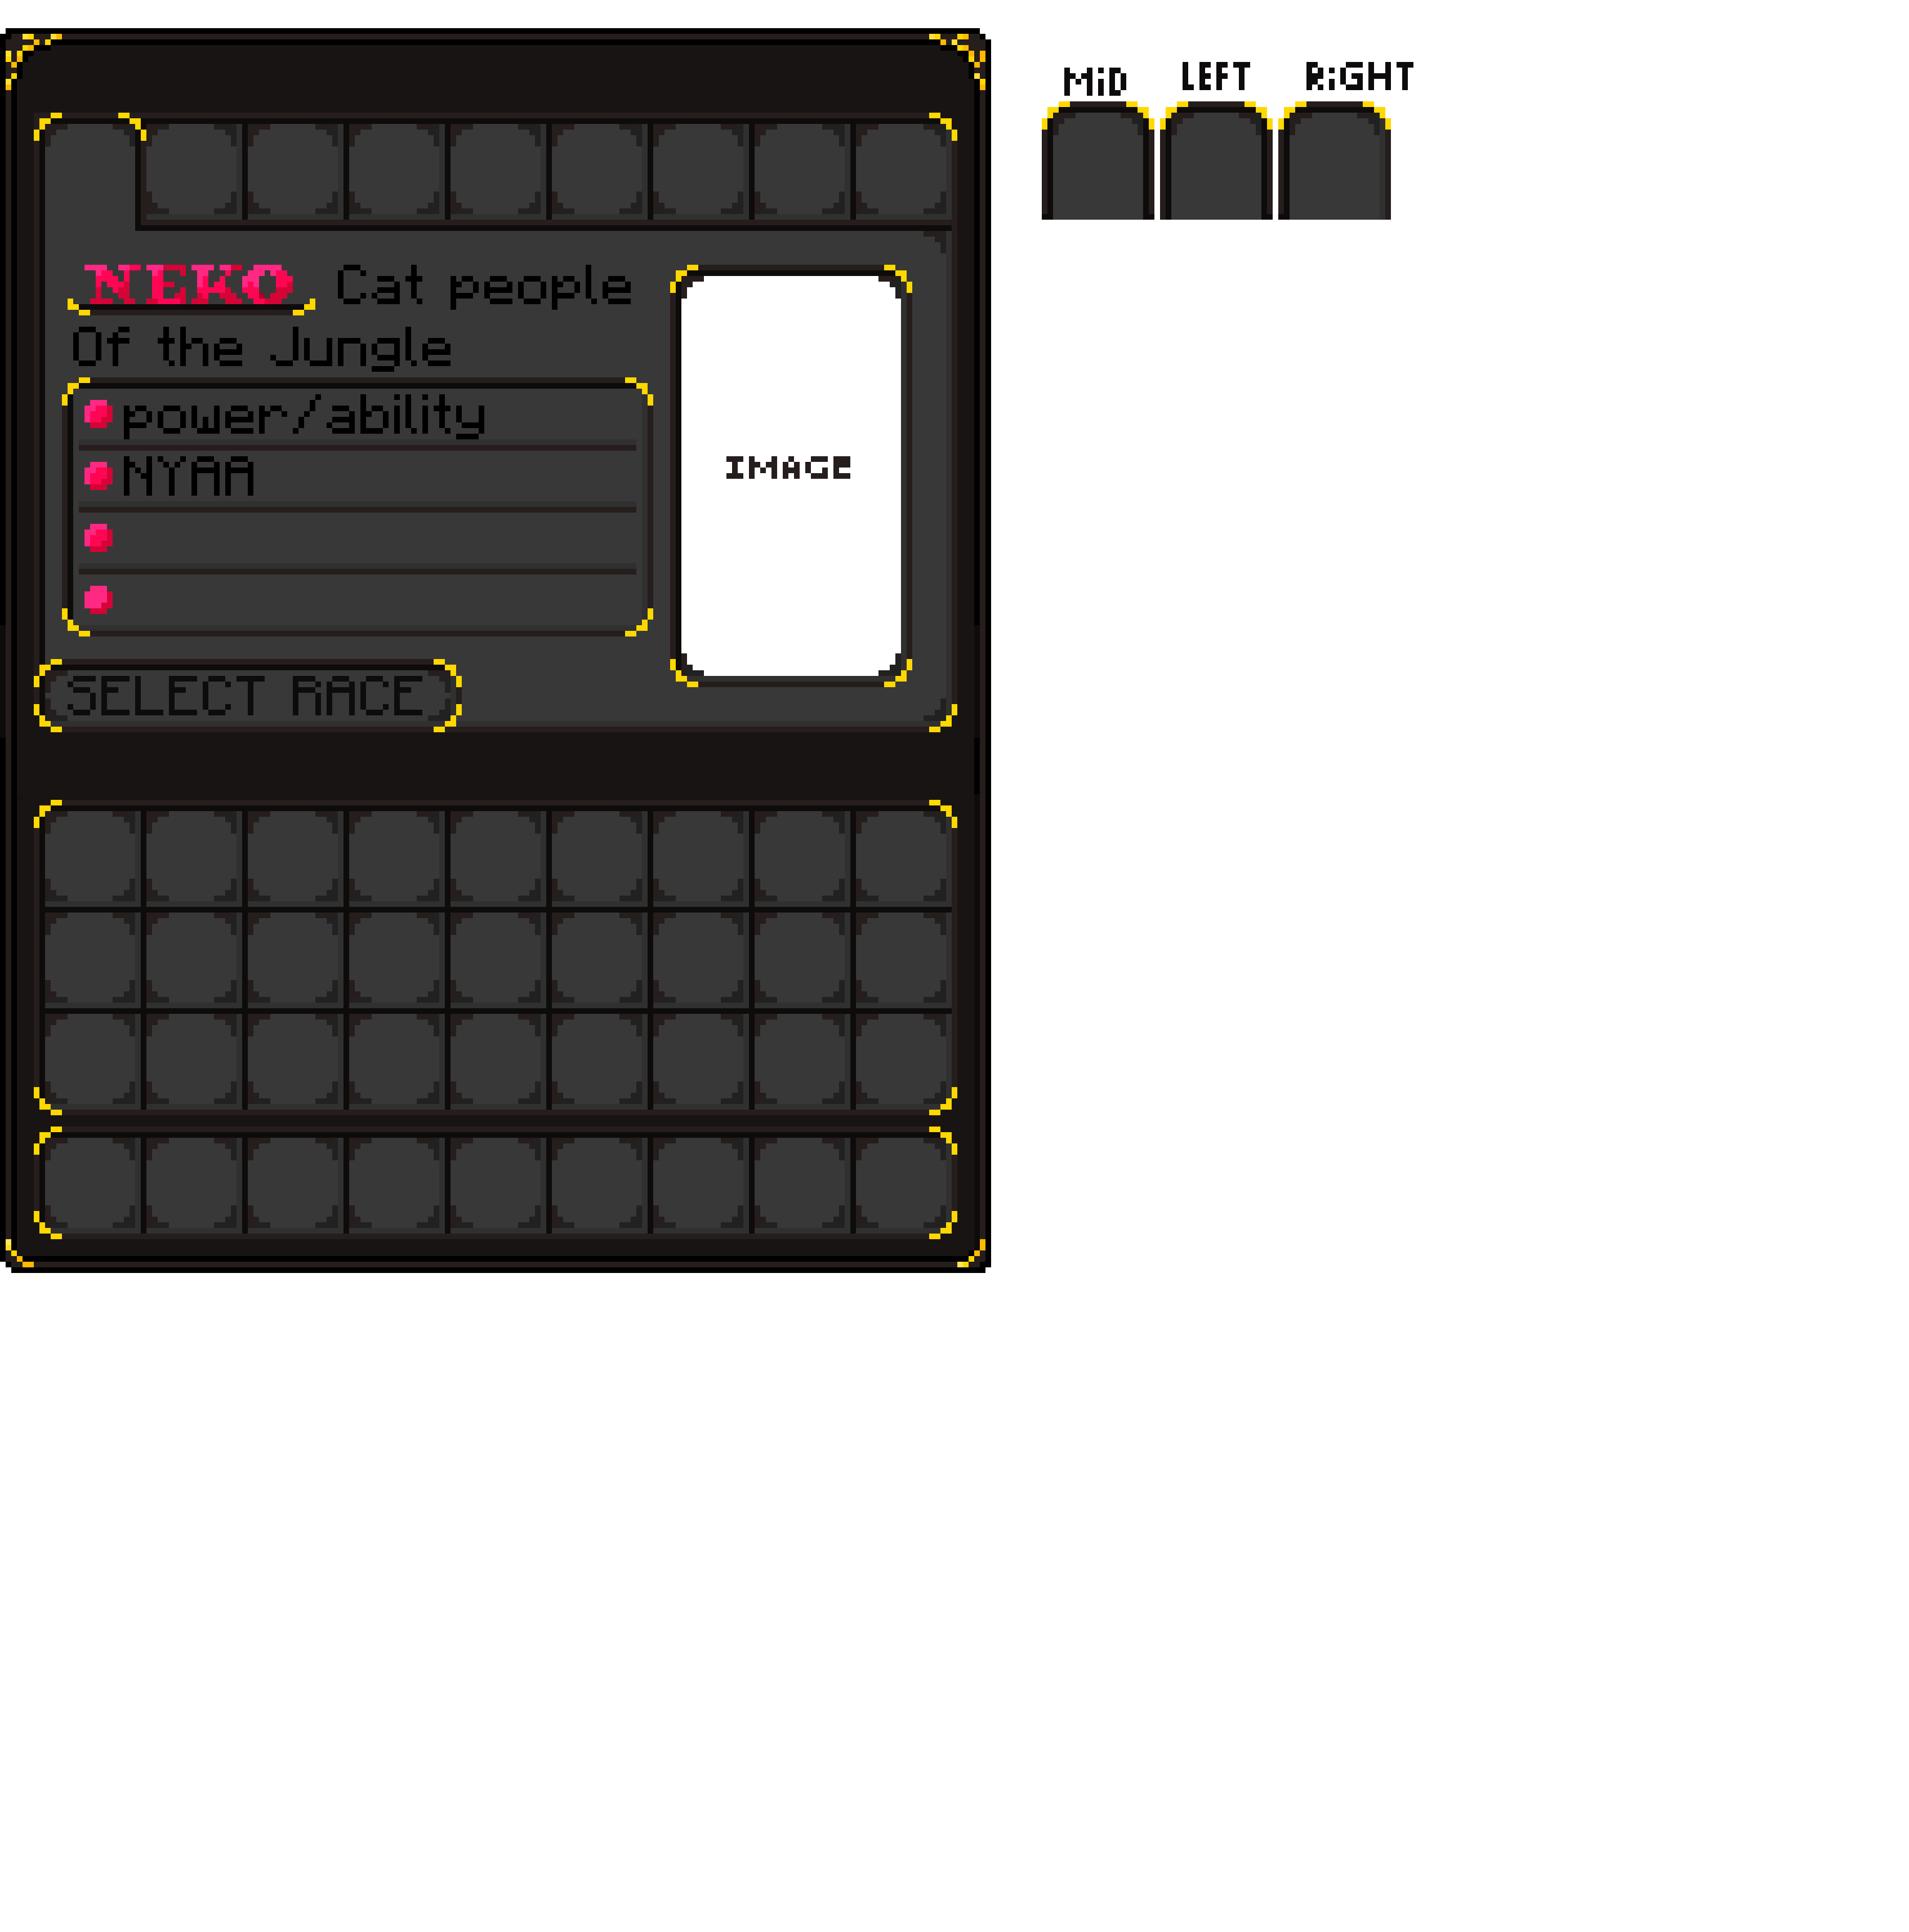 MiD LEFT RiGHT
NEKO Cat people
Of the Jungle
power/ability
NYAA
IMAGE
SELECT RACE